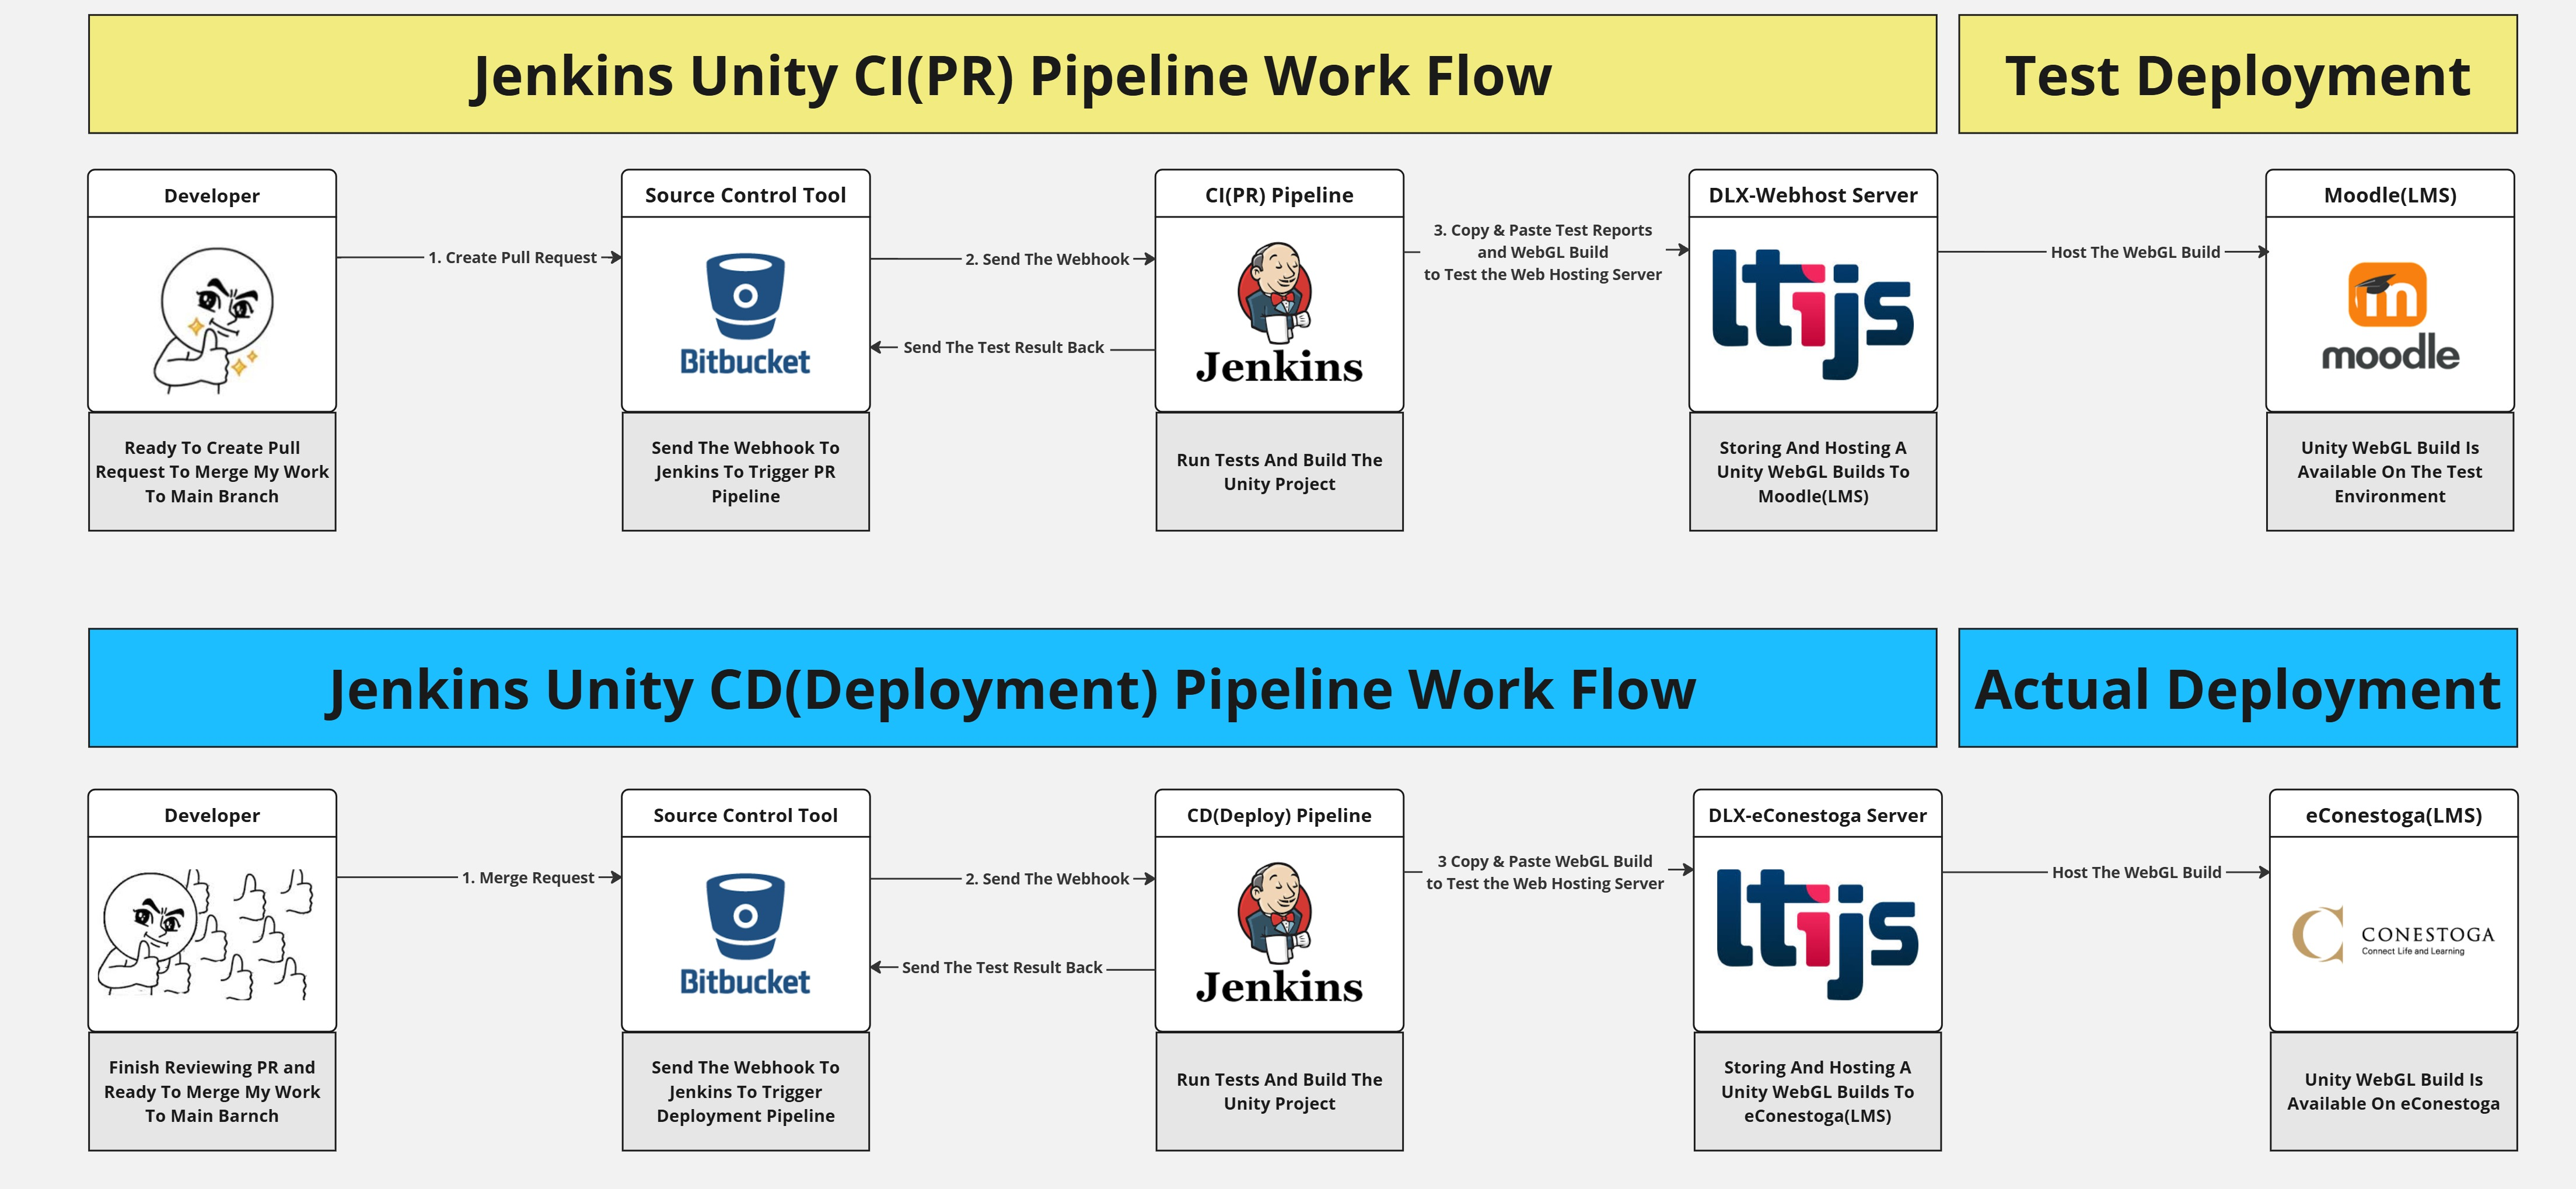 Jenkins Unity CI(PR) Pipeline Work Flow
Test Deployment
Developer
Ready To Create Pull
Request To Merge My Work
To Main Branch
1. Create Pull Request
Source Control Tool
Bitbucket
Send The Webhook To
Jenkins To Trigger PR
Pipeline
2. Send The Webhook
Send The Test Result Back
CI(PR) Pipeline
Jenkins
Run Tests And Build The
Unity Project
3. Copy & Paste Test Reports
and WebGL Build
to Test the Web Hosting Server
DLX-Webhost Server
ltijs
Storing And Hosting A
Unity WebGL Builds To
Moodle(LMS)
Host The WebGL Build
Moodle(LMS)
m
moodle
Unity WebGL Build Is
Available On The Test
Environment
Jenkins Unity CD(Deployment) Pipeline Work Flow
Actual Deployment
Developer
Finish Reviewing PR and
Ready To Merge My Work
To Main Barnch
1. Merge Request
Source Control Tool
Bitbucket
Send The Webhook To
Jenkins To Trigger
Deployment Pipeline
2. Send The Webhook
Send The Test Result Back
CD(Deploy) Pipeline
Jenkins
Run Tests And Build The
Unity Project
3 Copy & Paste WebGL Build
to Test the Web Hosting Server
DLX-eConestoga Server
ltijs
Storing And Hosting A
Unity WebGL Builds To
eConestoga(LMS)
Host The WebGL Build
eConestoga(LMS)
C CONESTOGA
Connect Life and Learning
Unity WebGL Build Is
Available On eConestoga